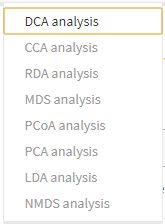 DCA analysis
CCA analysis
RDA analysis
MDS analysis
PCoA analysis
PCA analysis
LDA analysis
NMDS analysis